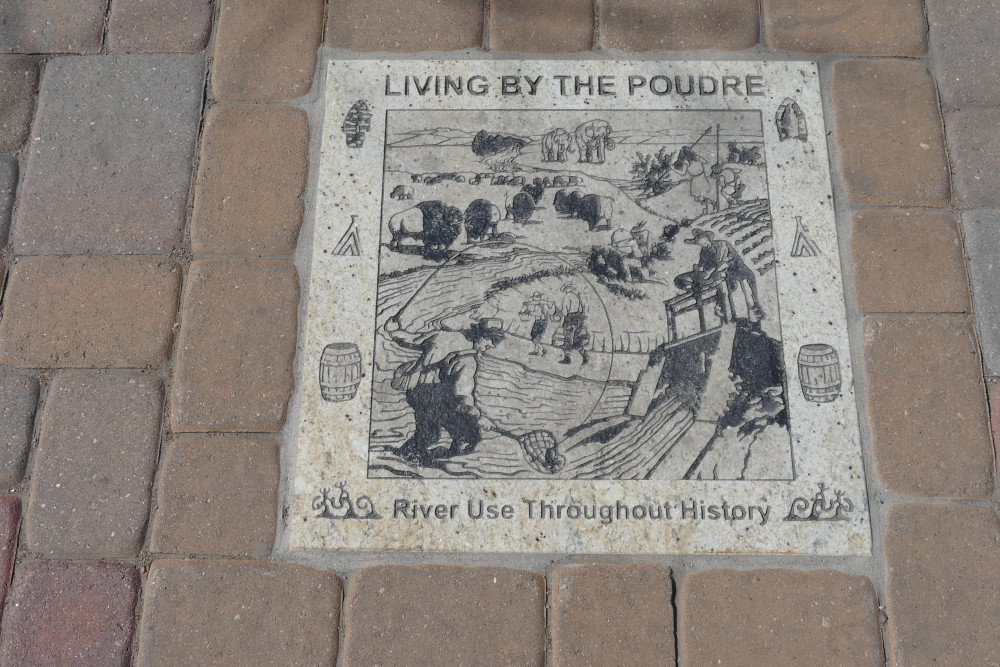 LIVING BY THE POUDRE
River Use Throughout History